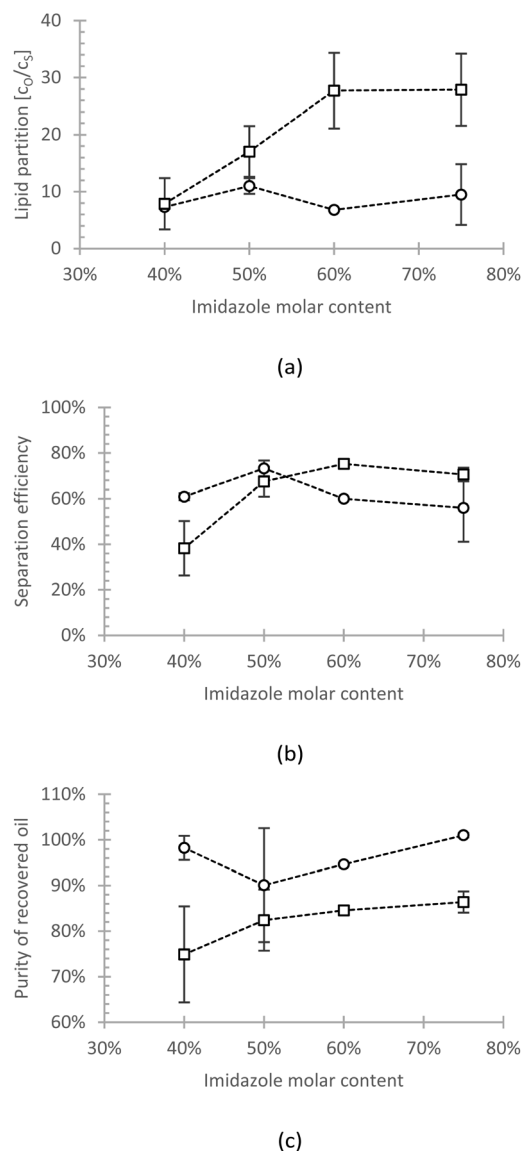 Lipid partition [cO/cS]
40
30
20
10
0
30% 40% 50% 60% 70% 80%
Imidazole molar content
(a)
Separation efficiency
100%
80%
60%
40%
20%
0%
30% 40% 50% 60% 70% 80%
Imidazole molar content
(b)
Purity of recovered oil
110%
100%
90%
80%
70%
60%
30% 40% 50% 60% 70% 80%
Imidazole molar content
(c)